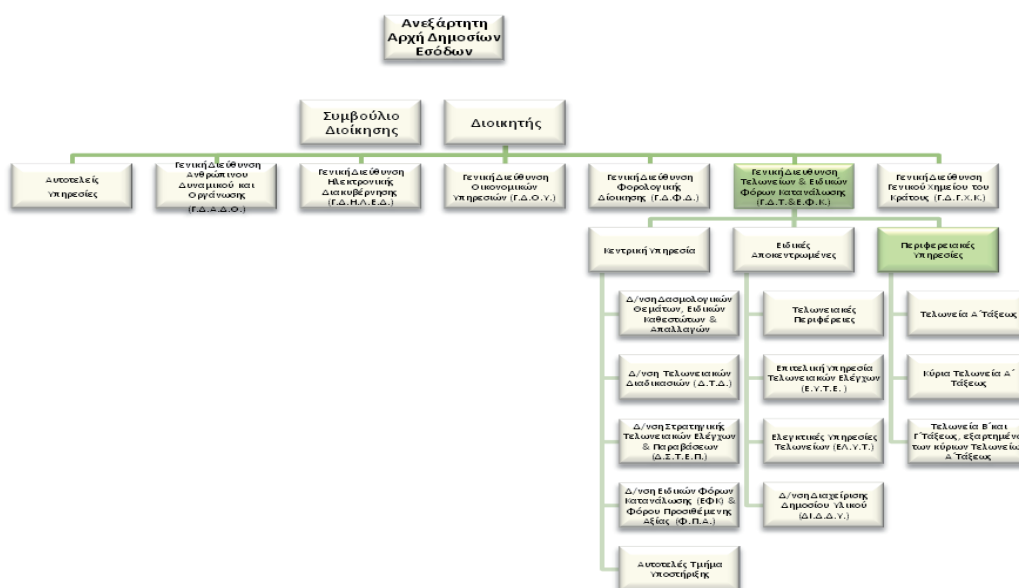 Ανεξάρτητη
Αρχή Δημοσίων
Εσόδων
Συμβούλιο
Διοίκησης
Διοικητής
Αυτοτελείς
Υπηρεσίες
Γενική Διεύθυνση
Ανθρώπινου
Δυναμικού και
Οργάνωσης
(Γ.Δ.Α.Δ.Ο.)
Γενική Διεύθυνση
Ηλεκτρονικής
Διακυβέρνησης
(Γ.Δ.ΗΛ.Ε.Δ.)
Γενική Διεύθυνση
Οικονομικών
Υπηρεσιών (Γ.Δ.Ο.Υ.)
Γενική Διεύθυνση
Φορολογικής
Διοίκησης (Γ.Δ.Φ.Δ.)
Γενική Διεύθυνση
Τελωνείων & Ειδικών
Φόρων Κατανάλωσης
(Γ.Δ.Τ.&Ε.Φ.Κ.)
Γενική Διεύθυνση
Γενικού Χημείου του
Κράτους (Γ.Δ.Γ.Χ.Κ.)
Κεντρική Υπηρεσία
Ειδικές
Αποκεντρωμένες
Περιφερειακές
Υπηρεσίες
Δ/νση Δασμολογικών
Θεμάτων, Ειδικών
Καθεστώτων &
Απαλλαγών
Δ/νση Τελωνειακών
Διαδικασιών (Δ.Τ.Δ.)
Δ/νση Στρατηγικής
Τελωνειακών Ελέγχων
& Παραβάσεων
(Δ.Σ.Τ.Ε.Π.)
Δ/νση Ειδικών Φόρων
Κατανάλωσης (ΕΦΚ) &
Φόρου Προσιθέμενης
Αξίας (Φ.Π.Α.)
Αυτοτελές Τμήμα
Υποστήριξης
Τελωνειακές
Περιφέρειες
Επιτελική Υπηρεσία
Τελωνειακών Ελέγχων
(Ε.Υ.Τ.Ε.)
Ελεγκτικές Υπηρεσίες
Τελωνείων (ΕΛ.Υ.Τ.)
Δ/νση Διαχείρισης
Δημοσίου Υλικού
(ΔΙ.Δ.Δ.Υ.)
Τελωνεία Α΄Τάξεως
Κύρια Τελωνεία Α΄
Τάξεως
Τελωνεία Β΄και
Γ΄Τάξεως, εξαρτημένα
των κύριων Τελωνείων
Α΄Τάξεως